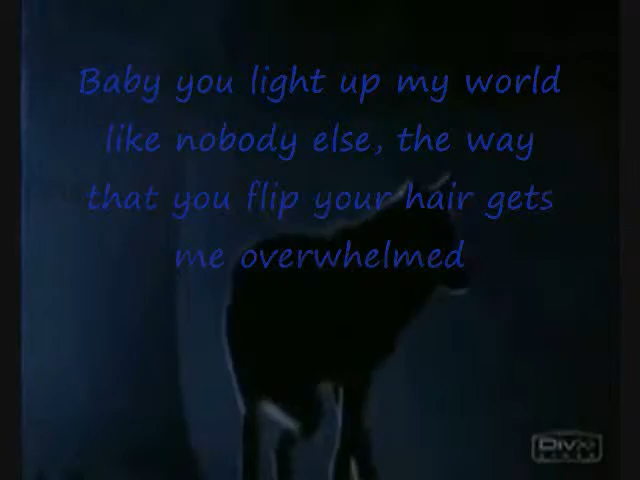 Baby you light up my world
like nobody else, the way
that you flip your hair gets
me overwhelmed
DivX